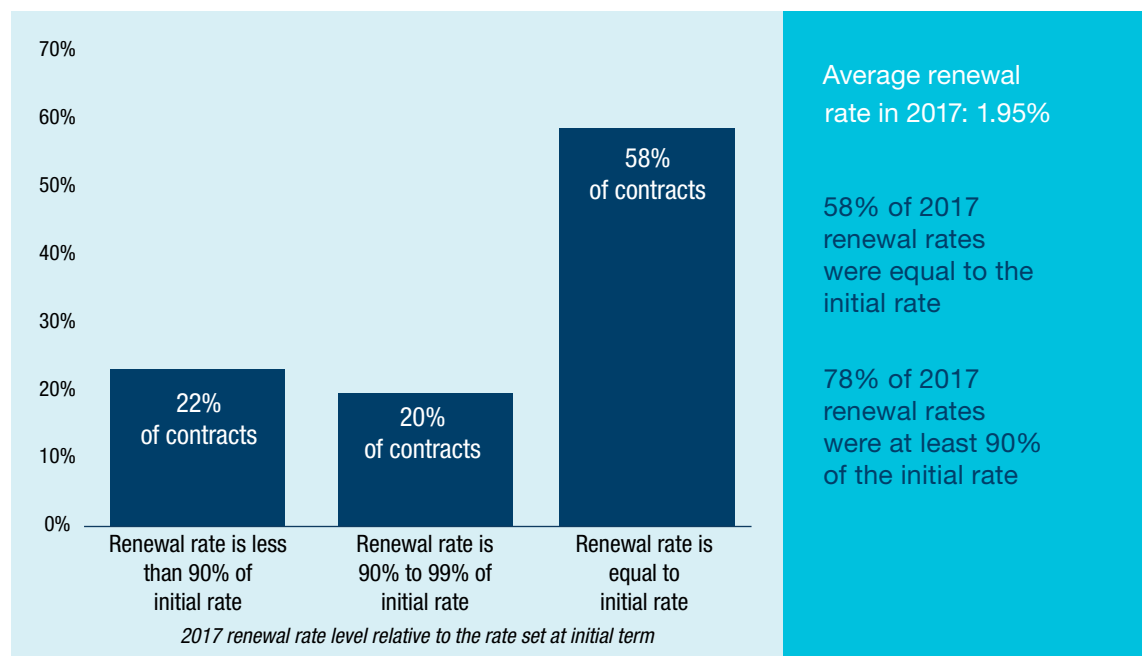 70%
60%
50%
40%
30%
20%
10%
0%
22%
of contracts
20%
of contracts
58%
of contracts
Renewal rate is less
than 90% of
initial rate
Renewal rate is
90% to 99% of
initial rate
Renewal rate is
equal to
initial rate
2017 renewal rate level relative to the rate set at initial term
Average renewal
rate in 2017: 1.95%
58% of 2017
renewal rates
were equal to the
initial rate
78% of 2017
renewal rates
were at least 90%
of the initial rate